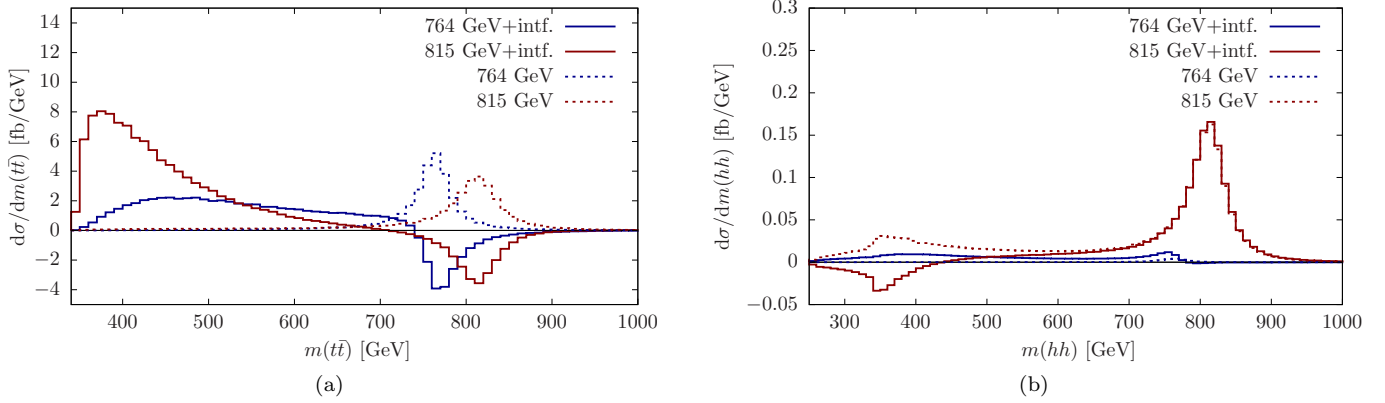 14
12
10
8
6
4
2
0
−2
−4
dσ/dm(tt̄) [fb/GeV]
764 GeV+intf.
815 GeV+intf.
764 GeV
815 GeV
400 500 600 700 800 900 1000
m(tt̄) [GeV]
(a)
0.3
0.25
0.2
0.15
0.1
0.05
0
−0.05
dσ/dm(hh) [fb/GeV]
764 GeV+intf.
815 GeV+intf.
764 GeV
815 GeV
300 400 500 600 700 800 900 1000
m(hh) [GeV]
(b)